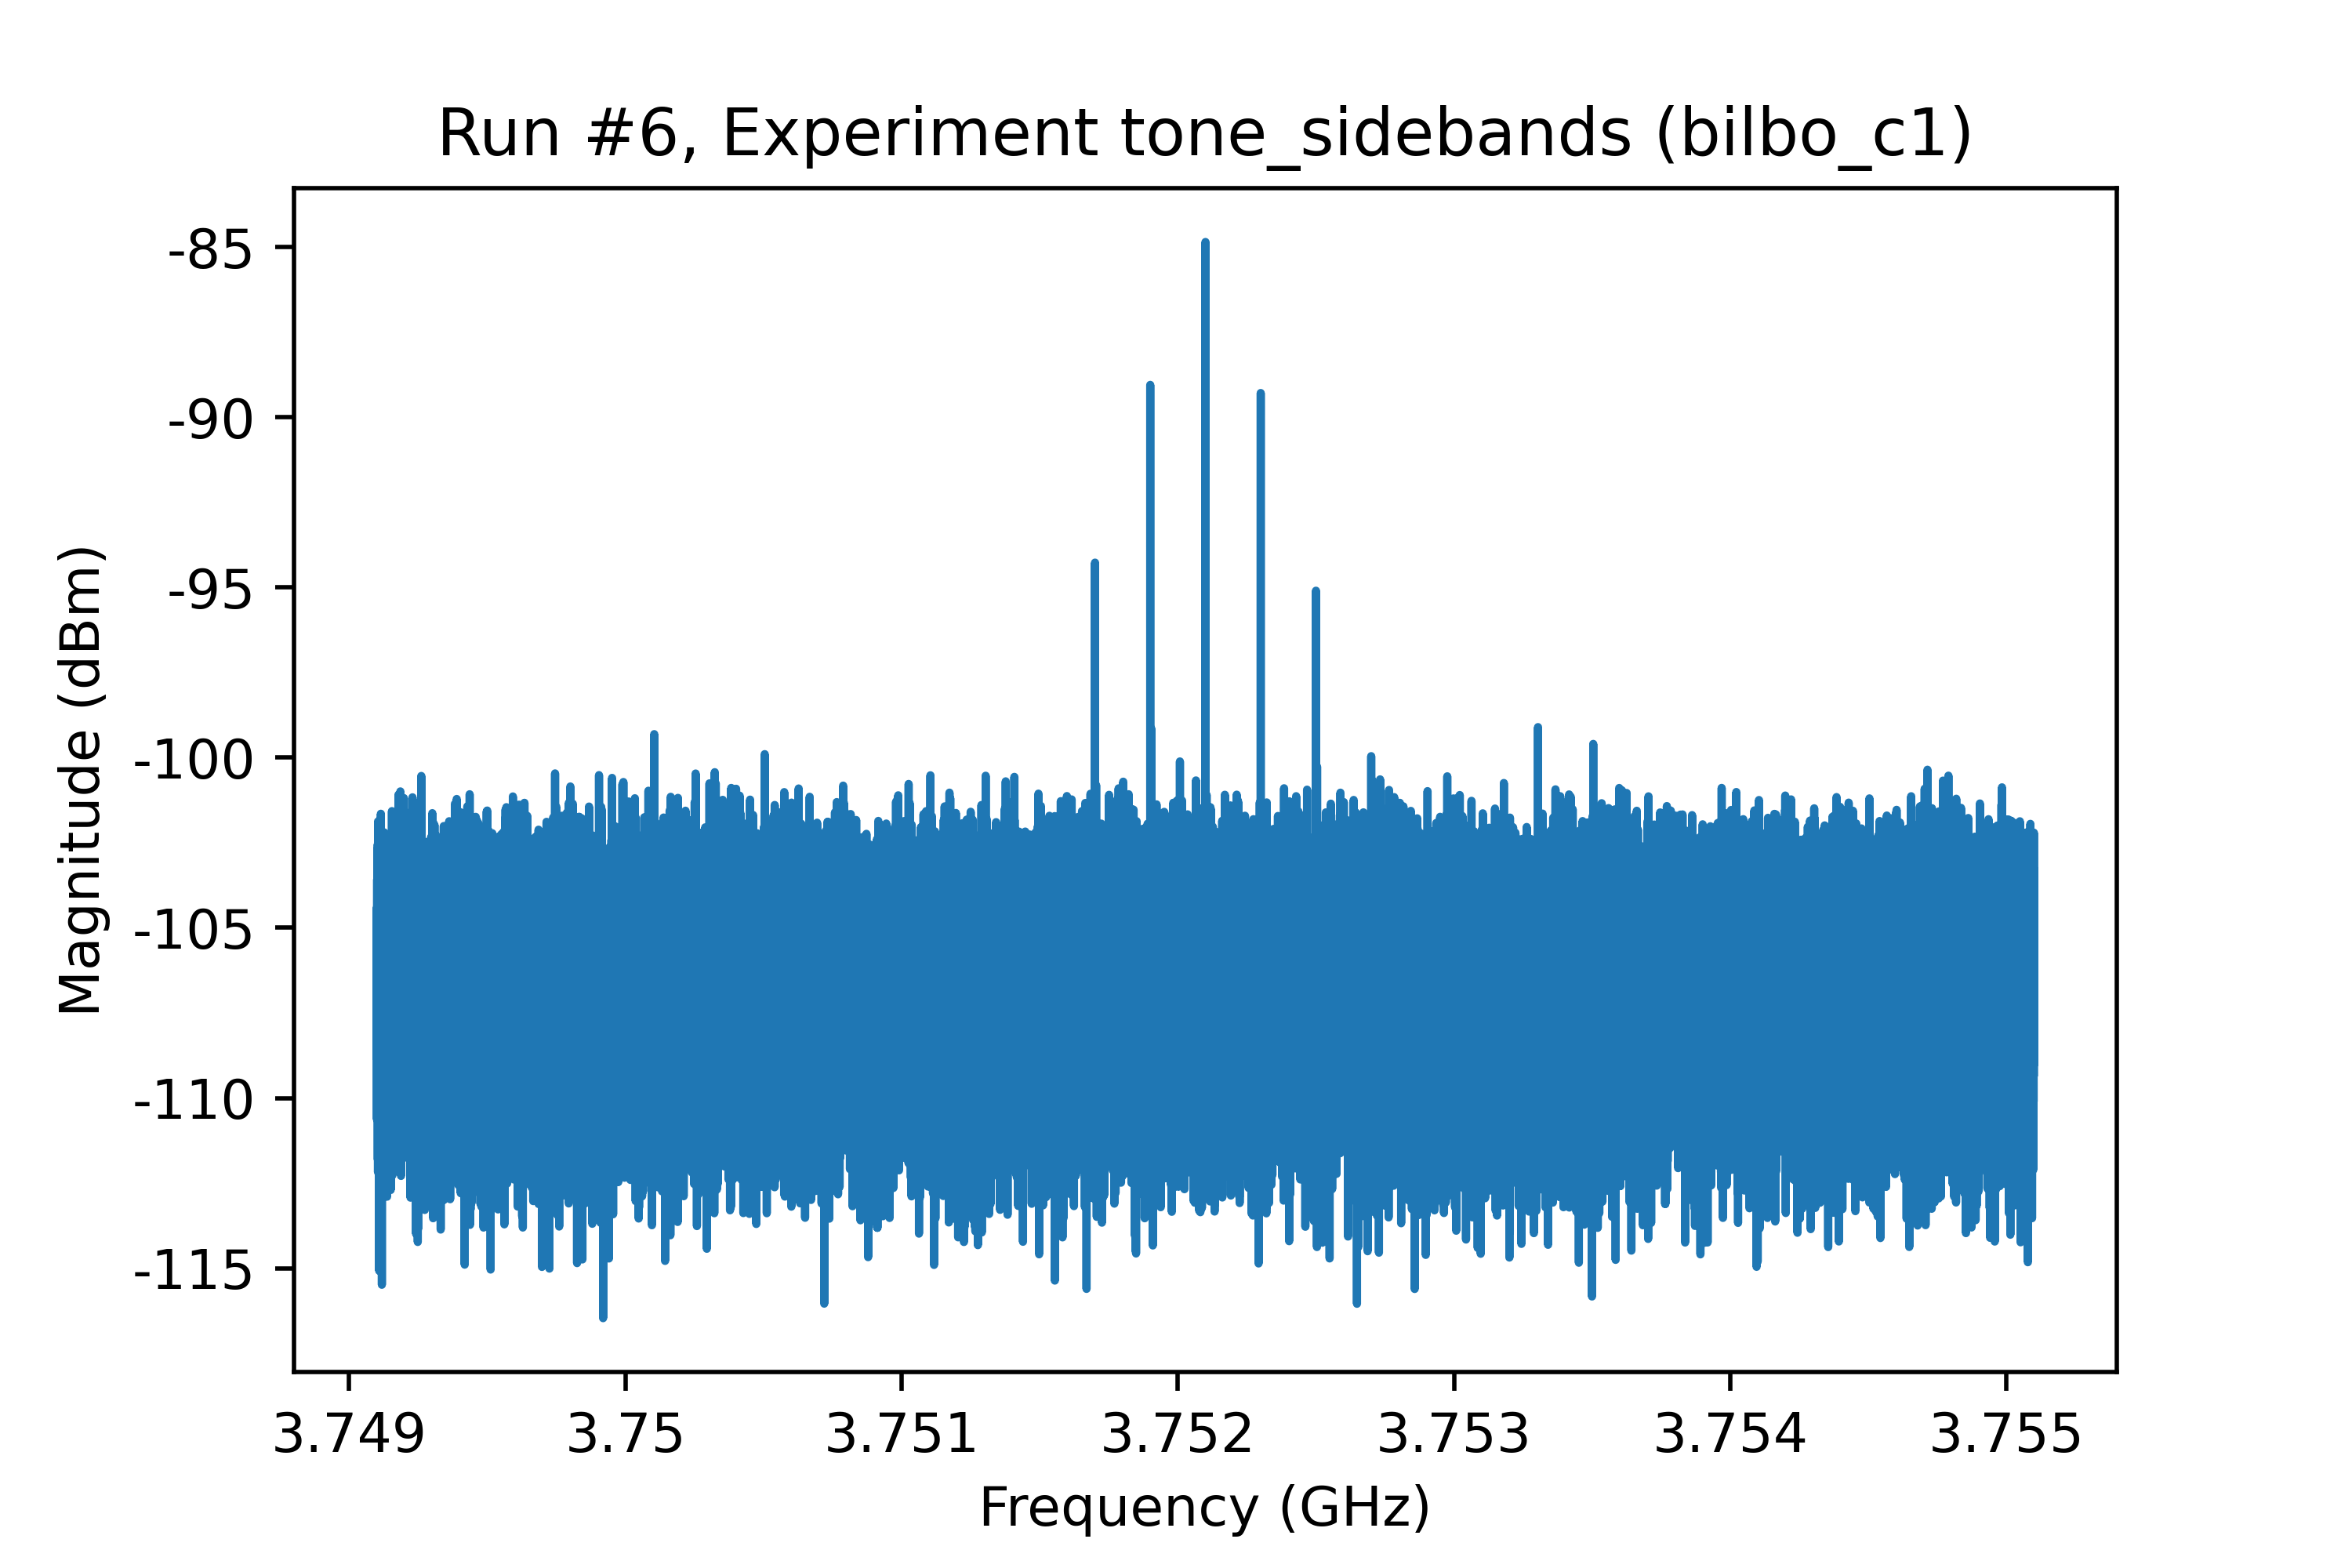 Run #6, Experiment tone_sidebands (bilbo_c1)
-85
-90
-95
-100
-105
-110
-115
Magnitude (dBm)
3.749 3.75 3.751 3.752 3.753 3.754 3.755
Frequency (GHz)